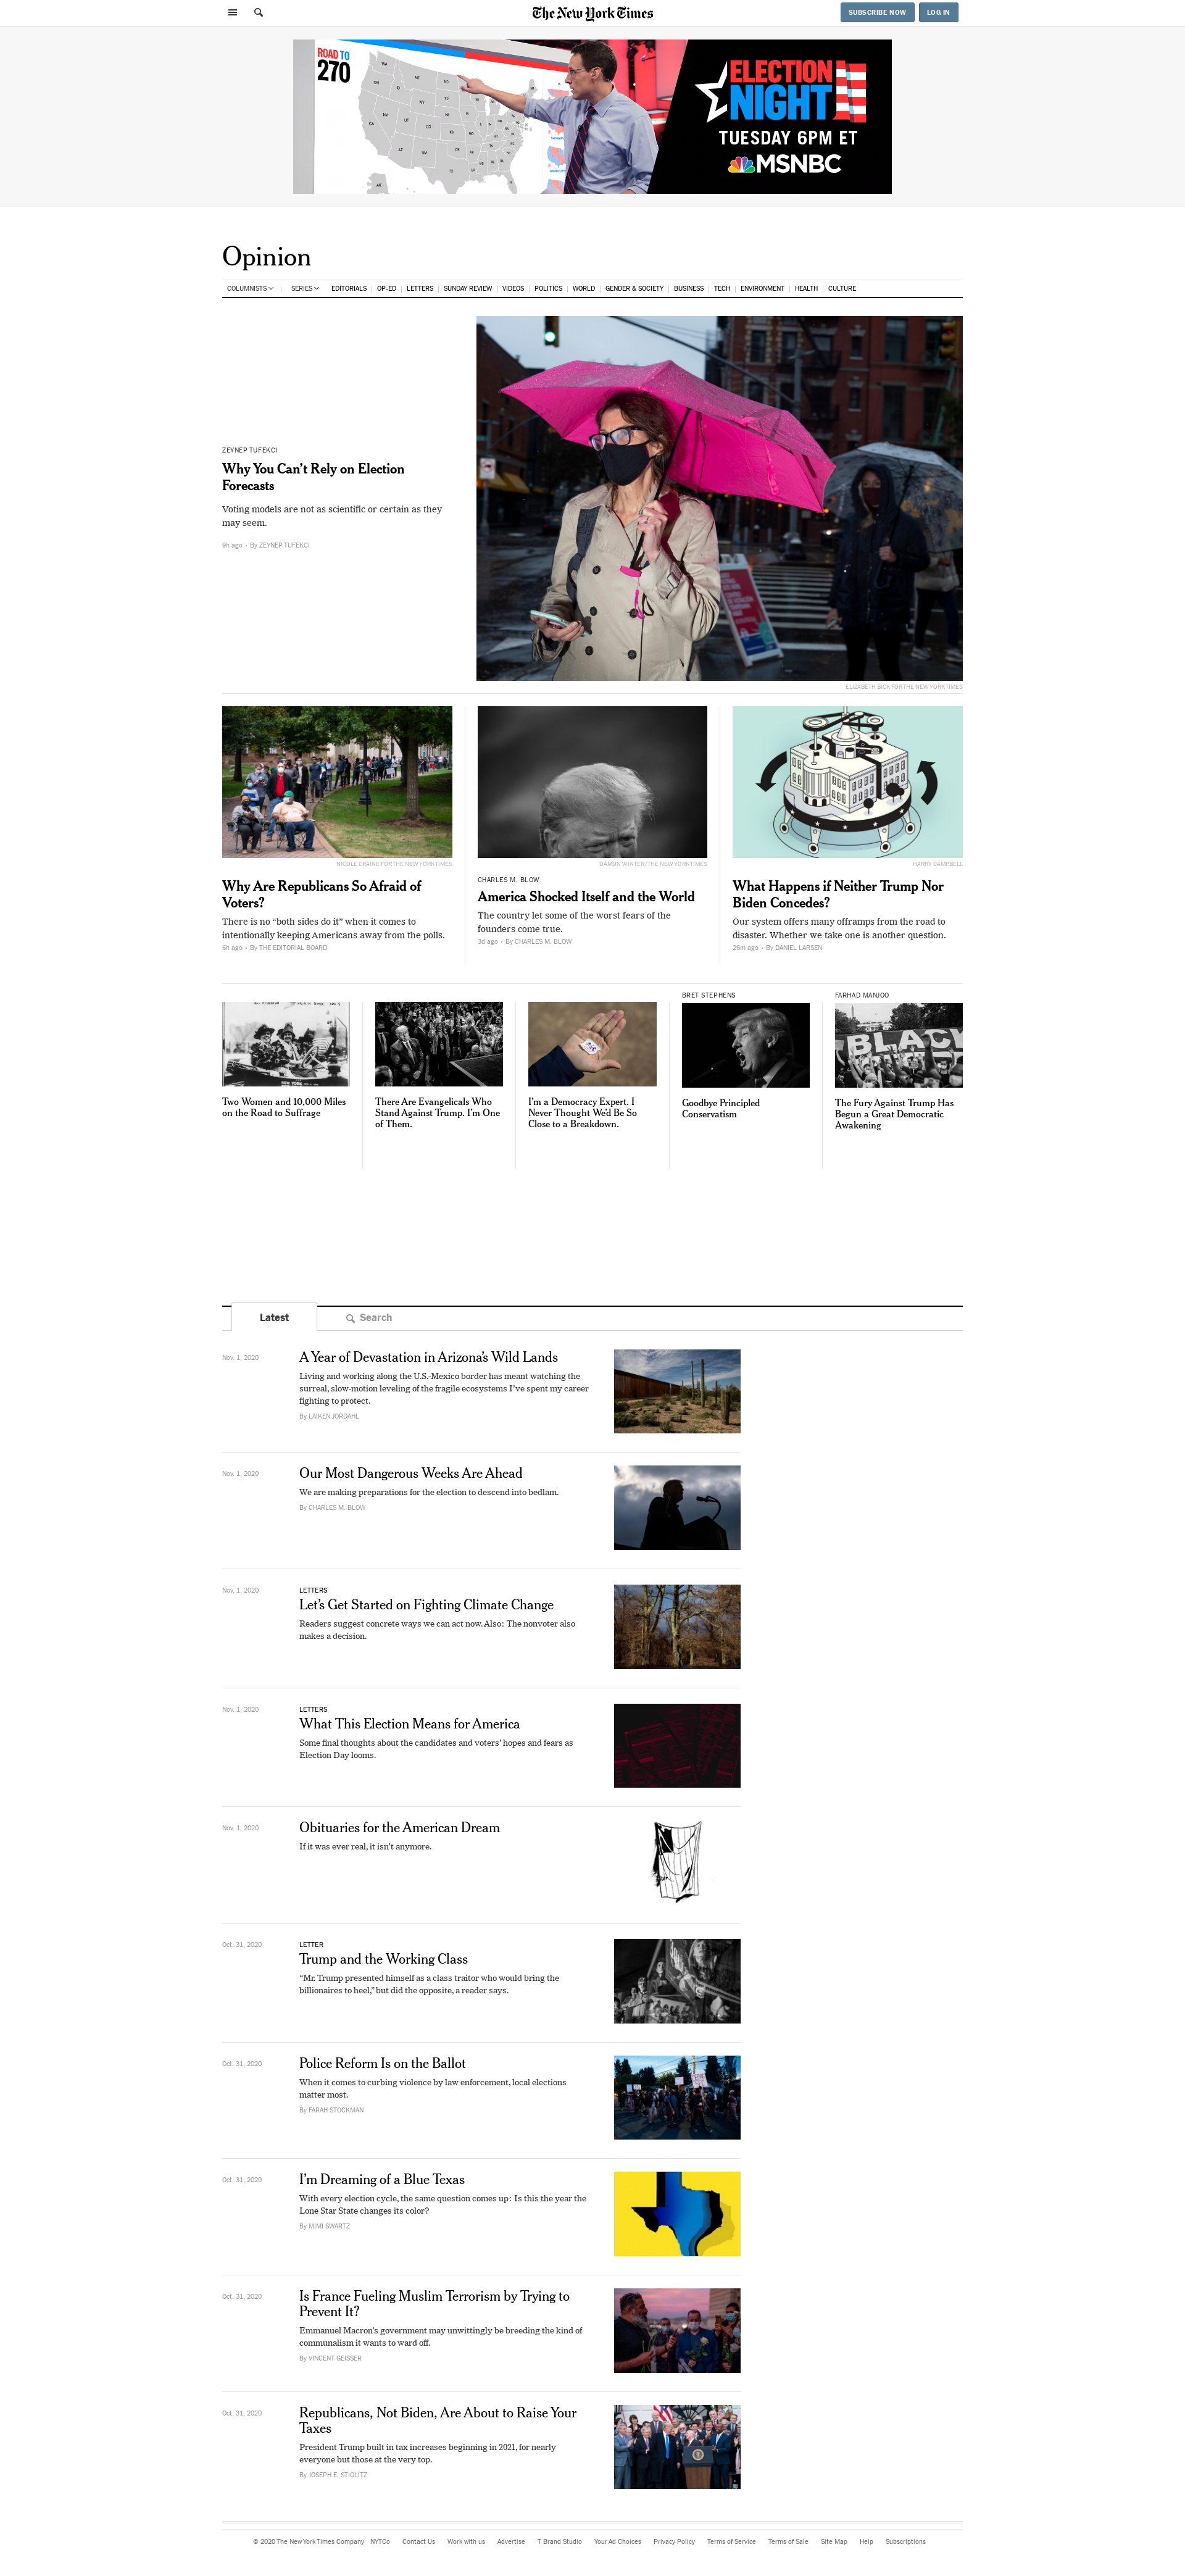 The New York Times
SUBSCRIBE NOW
LOG IN
ROAD TO
270
ELECTION
NIGHT
TUESDAY 6PM ET
MSNBC
Opinion
COLUMNISTS
SERIES
EDITORIALS
OP-ED
LETTERS
SUNDAY REVIEW
VIDEOS
POLITICS
WORLD
GENDER & SOCIETY
BUSINESS
TECH
ENVIRONMENT
HEALTH
CULTURE
ZEYNEP TUFEKCI
Why You Can’t Rely on Election
Forecasts
Voting models are not as scientific or certain as they
may seem.
9h ago • By ZEYNEP TUFEKCI
ELIZABETH BICK FOR THE NEW YORK TIMES
NICOLE CRAINE FOR THE NEW YORK TIMES
Why Are Republicans So Afraid of
Voters?
There is no “both sides do it” when it comes to
intentionally keeping Americans away from the polls.
6h ago • By THE EDITORIAL BOARD
DAMON WINTER/THE NEW YORK TIMES
CHARLES M. BLOW
America Shocked Itself and the World
The country let some of the worst fears of the
founders come true.
3d ago • By CHARLES M. BLOW
HARRY CAMPBELL
What Happens if Neither Trump Nor
Biden Concedes?
Our system offers many offramps from the road to
disaster. Whether we take one is another question.
26m ago • By DANIEL LARSEN
Two Women and 10,000 Miles
on the Road to Suffrage
There Are Evangelicals Who
Stand Against Trump. I’m One
of Them.
I’m a Democracy Expert. I
Never Thought We’d Be So
Close to a Breakdown.
BRET STEPHENS
Goodbye Principled
Conservatism
FARHAD MANJOO
BLACK
The Fury Against Trump Has
Begun a Great Democratic
Awakening
Latest
Search
Nov. 1, 2020
A Year of Devastation in Arizona’s Wild Lands
Living and working along the U.S.-Mexico border has meant watching the
surreal, slow-motion leveling of the fragile ecosystems I’ve spent my career
fighting to protect.
By LAIKEN JORDAHL
Nov. 1, 2020
Our Most Dangerous Weeks Are Ahead
We are making preparations for the election to descend into bedlam.
By CHARLES M. BLOW
Nov. 1, 2020
LETTERS
Let’s Get Started on Fighting Climate Change
Readers suggest concrete ways we can act now. Also: The nonvoter also
makes a decision.
Nov. 1, 2020
LETTERS
What This Election Means for America
Some final thoughts about the candidates and voters’ hopes and fears as
Election Day looms.
Nov. 1, 2020
Obituaries for the American Dream
If it was ever real, it isn’t anymore.
Oct. 31, 2020
LETTER
Trump and the Working Class
“Mr. Trump presented himself as a class traitor who would bring the
billionaires to heel,” but did the opposite, a reader says.
Oct. 31, 2020
Police Reform Is on the Ballot
When it comes to curbing violence by law enforcement, local elections
matter most.
By FARAH STOCKMAN
Oct. 31, 2020
I’m Dreaming of a Blue Texas
With every election cycle, the same question comes up: Is this the year the
Lone Star State changes its color?
By MIMI SWARTZ
Oct. 31, 2020
Is France Fueling Muslim Terrorism by Trying to
Prevent It?
Emmanuel Macron’s government may unwittingly be breeding the kind of
communalism it wants to ward off.
By VINCENT GEISSER
Oct. 31, 2020
Republicans, Not Biden, Are About to Raise Your
Taxes
President Trump built in tax increases beginning in 2021, for nearly
everyone but those at the very top.
By JOSEPH E. STIGLITZ
© 2020 The New York Times Company
NYTCo
Contact Us
Work with us
Advertise
T Brand Studio
Your Ad Choices
Privacy Policy
Terms of Service
Terms of Sale
Site Map
Help
Subscriptions